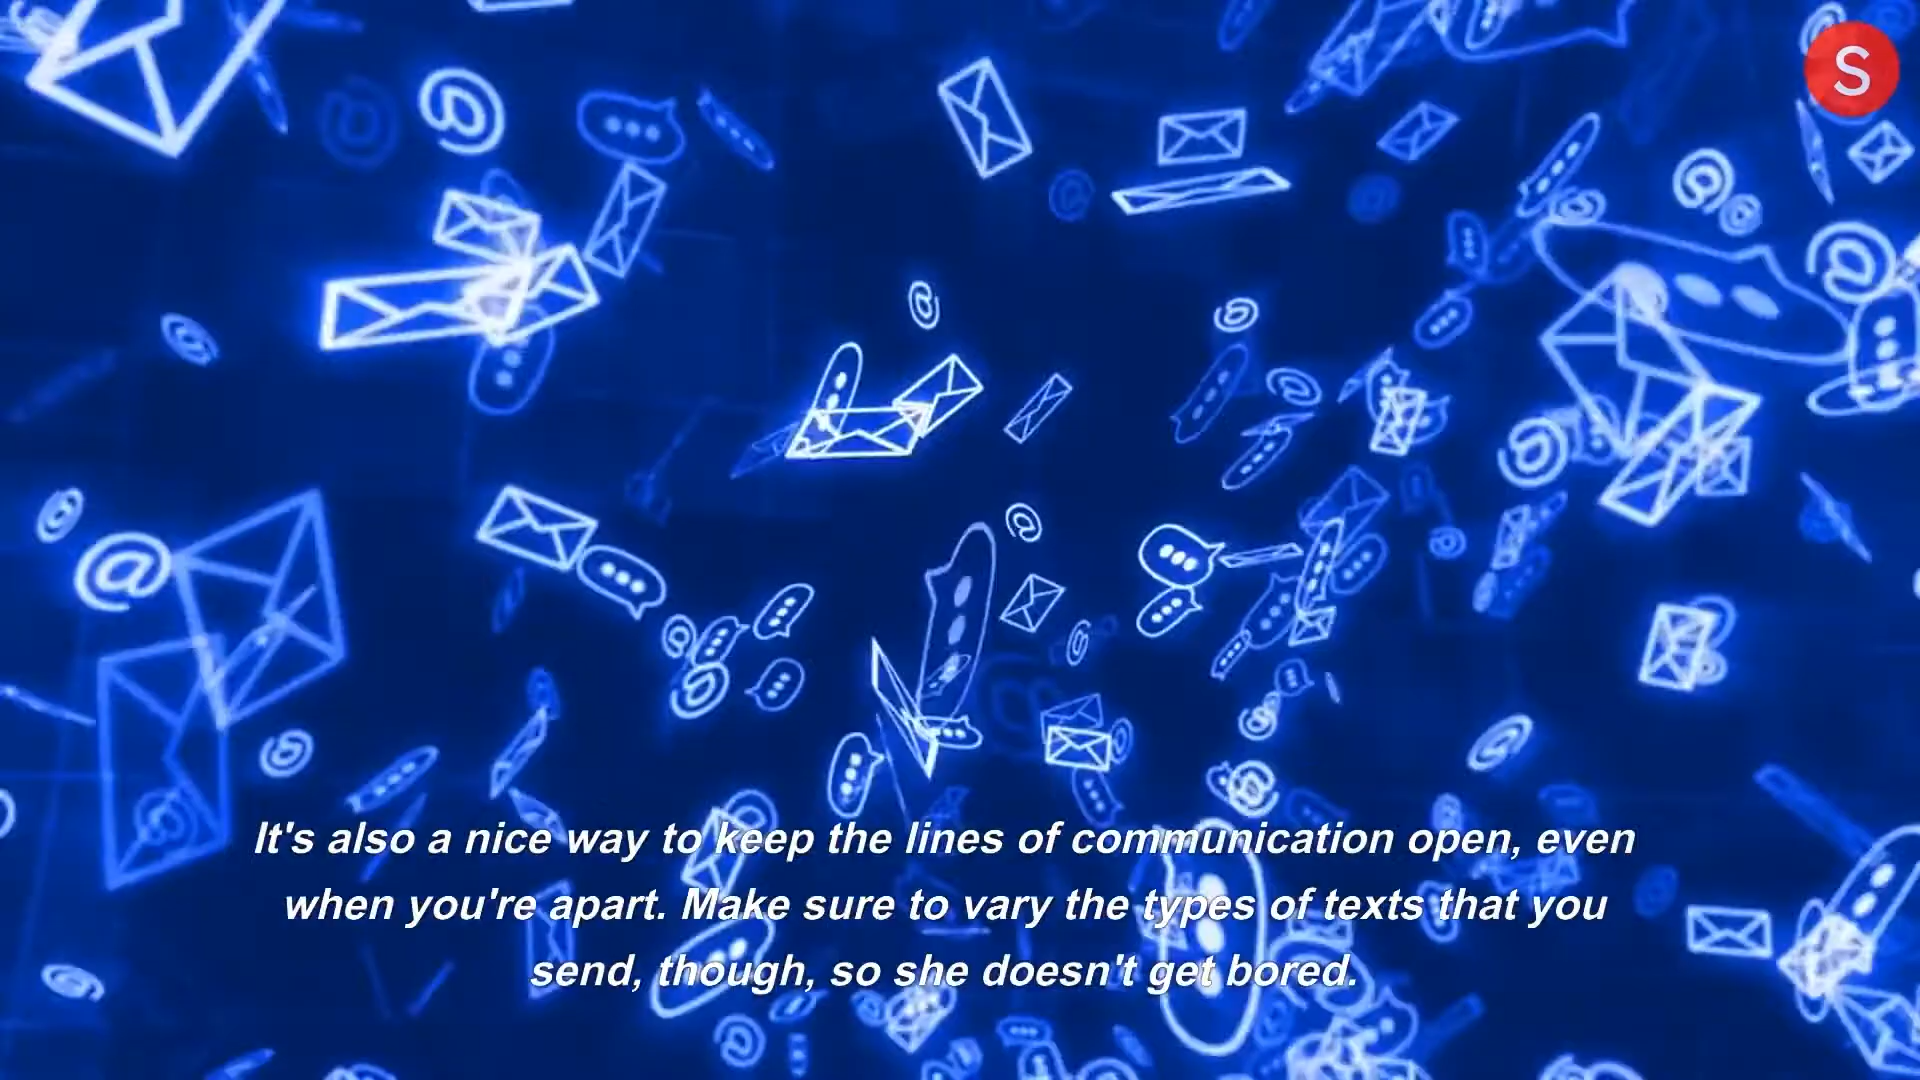 S
It's also a nice way to keep the lines of communication open, even
when you're apart. Make sure to vary the types of texts that you
send, though, so she doesn't get bored.